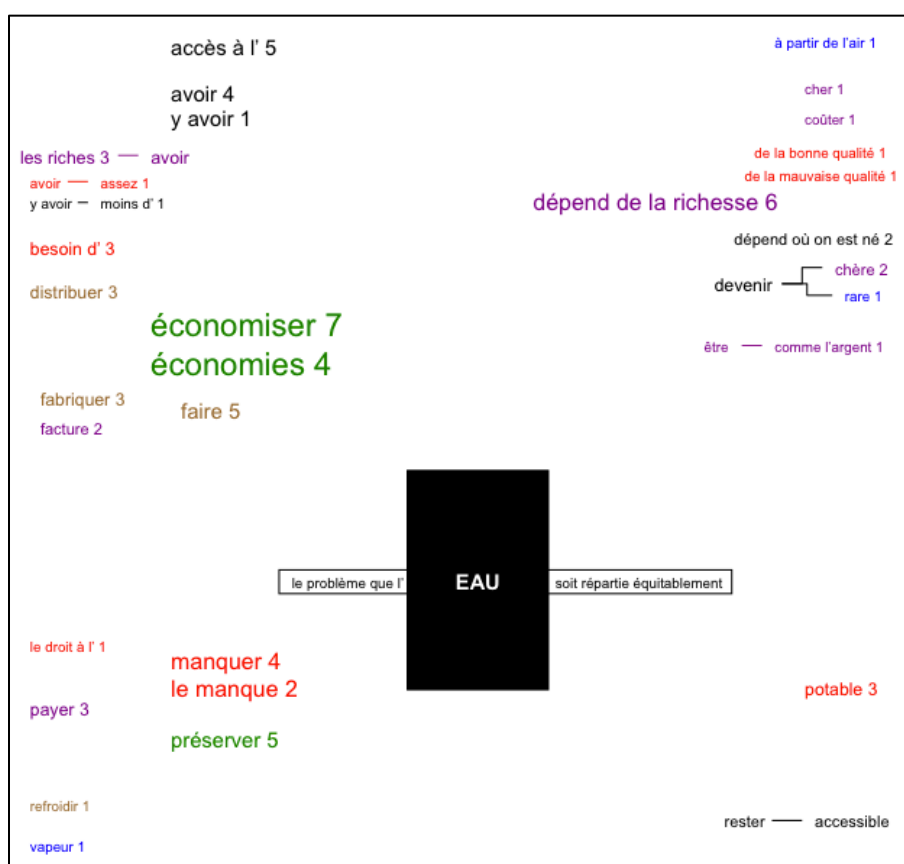 accès à l' 5
à partir de l'air 1
avoir 4
cher 1
y avoir 1
coûter 1
les riches 3 — avoir
de la bonne qualité 1
avoir — assez 1
de la mauvaise qualité 1
y avoir – moins d' 1
dépend de la richesse 6
besoin d' 3
dépend où on est né 2
devenir
chère 2
rare 1
distribuer 3
économiser 7
être — comme l'argent 1
économies 4
fabriquer 3
faire 5
facture 2
le problème que l'
EAU
soit répartie équitablement
le droit à l' 1
manquer 4
le manque 2
potable 3
payer 3
préserver 5
refroidir 1
rester — accessible
vapeur 1